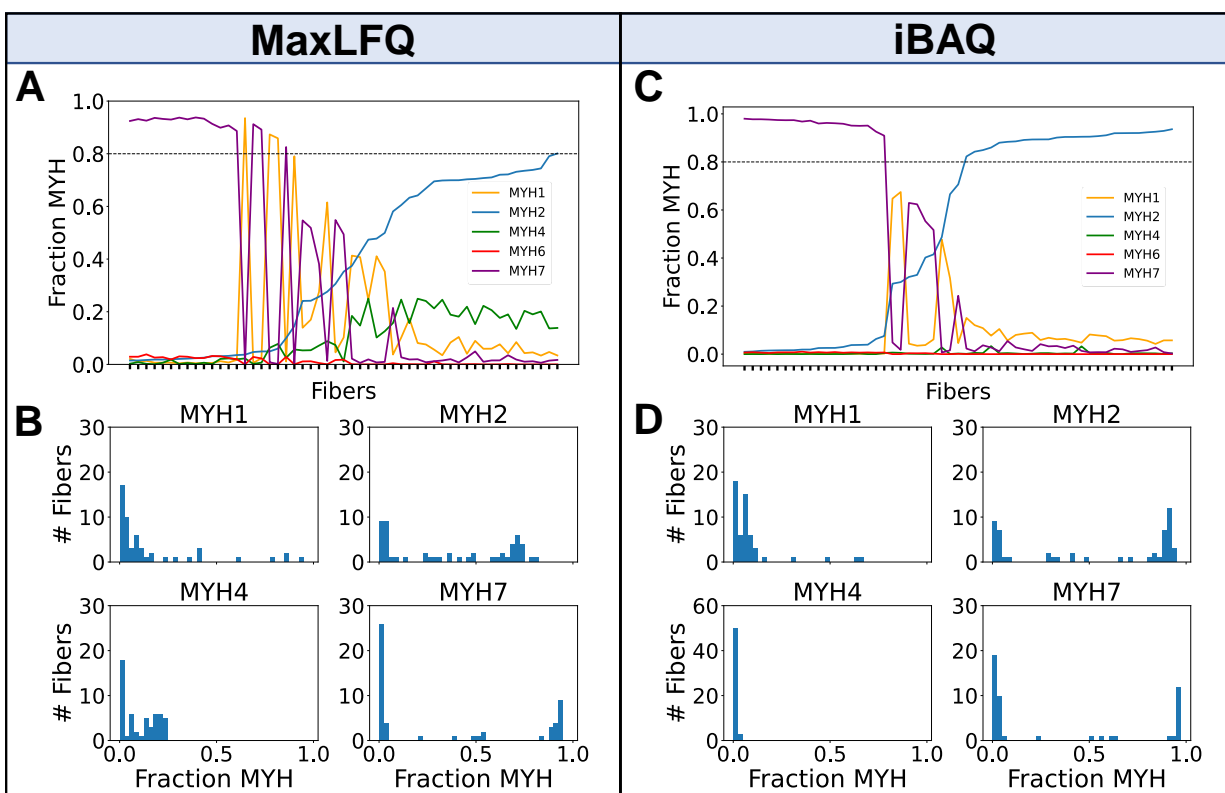 MaxLFQ
iBAQ
A
1.0
0.8
0.6
0.4
0.2
0.0
Fraction MYH
MYH1
MYH2
MYH4
MYH6
MYH7
Fibers
C
1.0
0.8
0.6
0.4
0.2
0.0
Fraction MYH
MYH1
MYH2
MYH4
MYH6
MYH7
Fibers
B
MYH1
MYH2
30
20
10
0
# Fibers
30
20
10
0
MYH4
MYH7
30
20
10
0
# Fibers
30
20
10
0
0.0 0.5 1.0
0.0 0.5 1.0
Fraction MYH
Fraction MYH
D
MYH1
MYH2
30
20
10
0
# Fibers
30
20
10
0
MYH4
MYH7
60
40
20
0
# Fibers
30
20
10
0
0.0 0.5 1.0
0.0 0.5 1.0
Fraction MYH
Fraction MYH